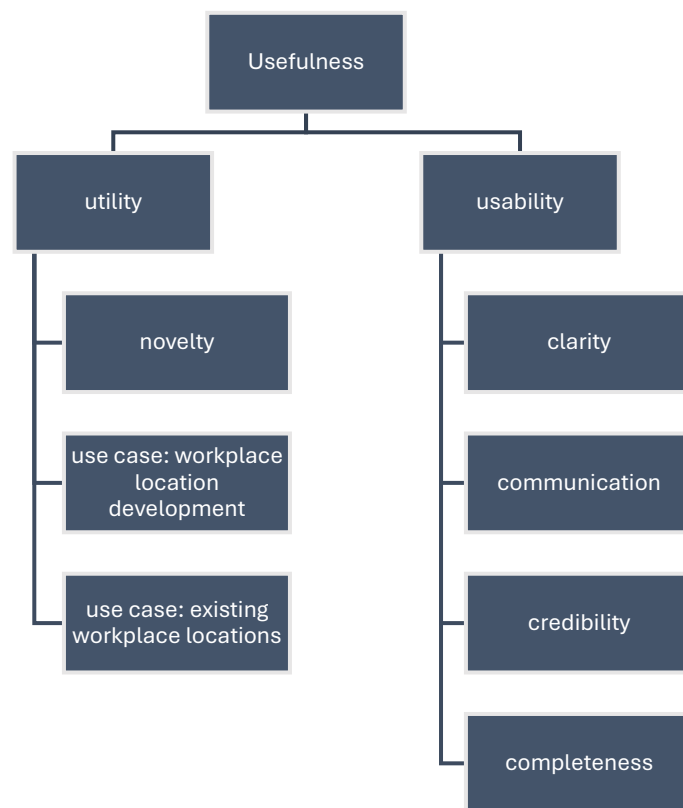 Usefulness
utility
usability
novelty
use case: workplace
location
development
use case: existing
workplace locations
clarity
communication
credibility
completeness